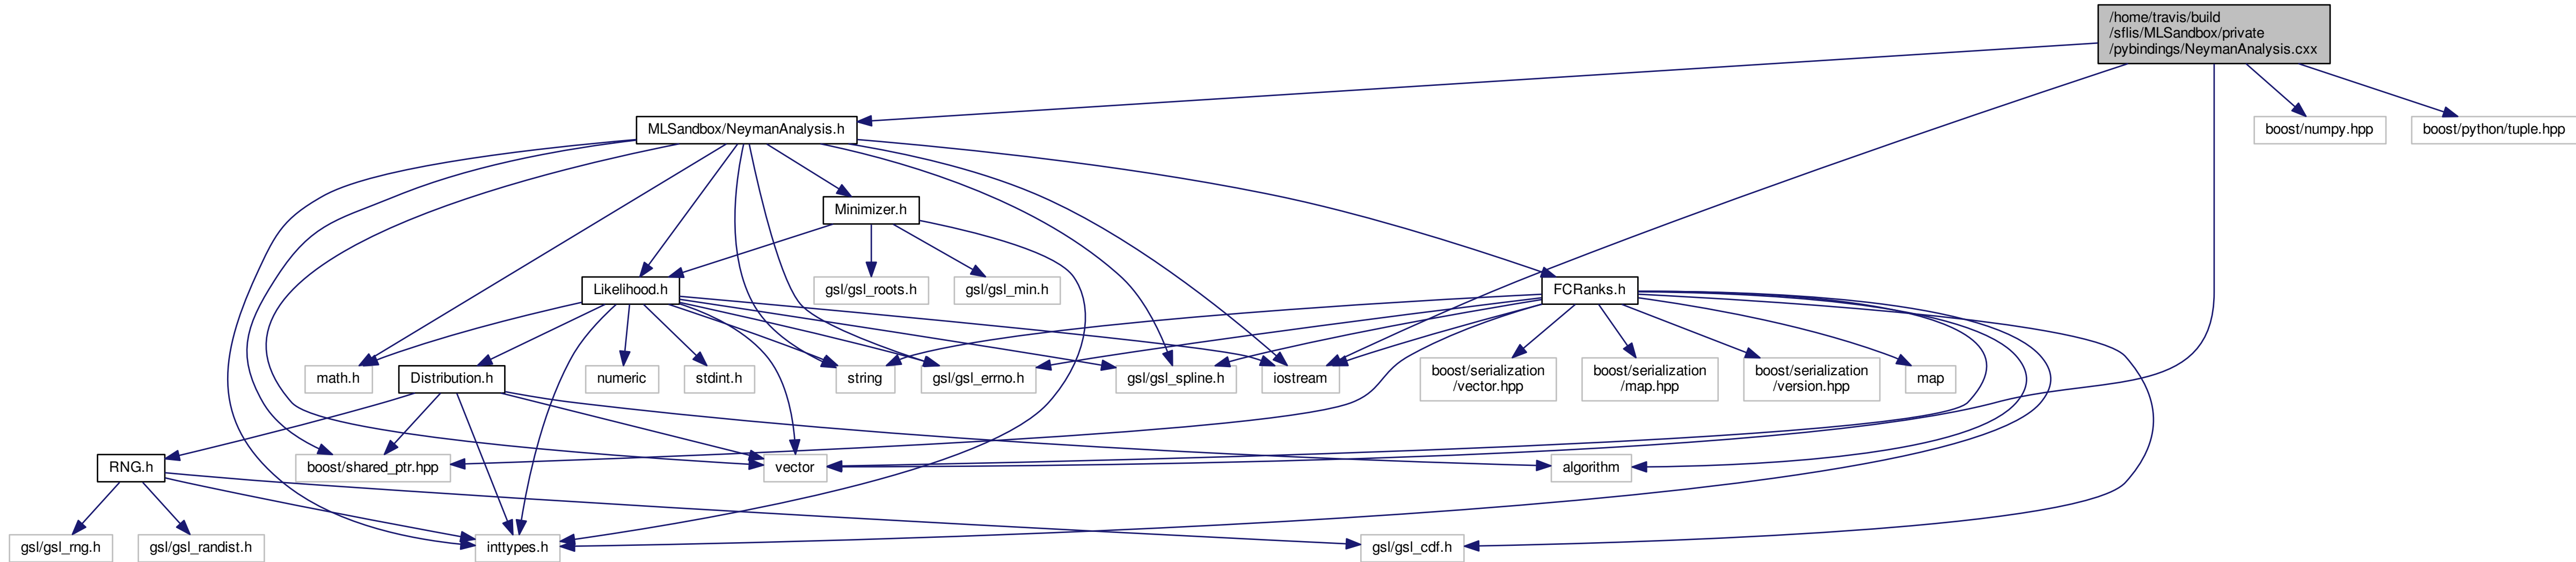 /home/travis/build
/sflis/MLSandbox/private
/pybindings/NeymanAnalysis.cxx
MLSandbox/NeymanAnalysis.h
boost/numpy.hpp
boost/python/tuple.hpp
Minimizer.h
Likelihood.h
gsl/gsl_roots.h
gsl/gsl_min.h
FCRanks.h
math.h
Distribution.h
numeric
stdint.h
string
gsl/gsl_errno.h
gsl/gsl_spline.h
iostream
boost/serialization
/vector.hpp
boost/serialization
/map.hpp
boost/serialization
/version.hpp
map
RNG.h
boost/shared_ptr.hpp
vector
algorithm
gsl/gsl_rng.h
gsl/gsl_randist.h
inttypes.h
gsl/gsl_cdf.h